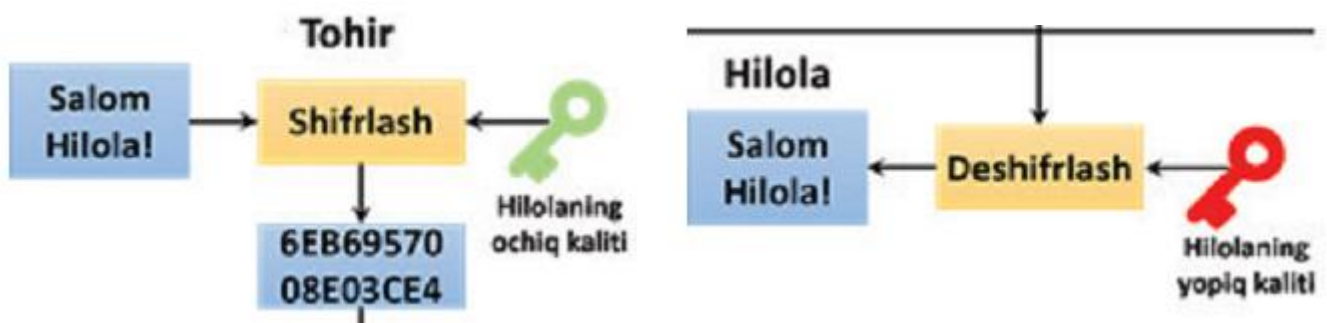 Tohir
Salom
Hilola!
Shifrlash
Hilolaning
ochiq kaliti
6EB69570
08E03CE4
Hilola
Salom
Hilola!
Deshifrlash
Hilolaning
yopiq kaliti